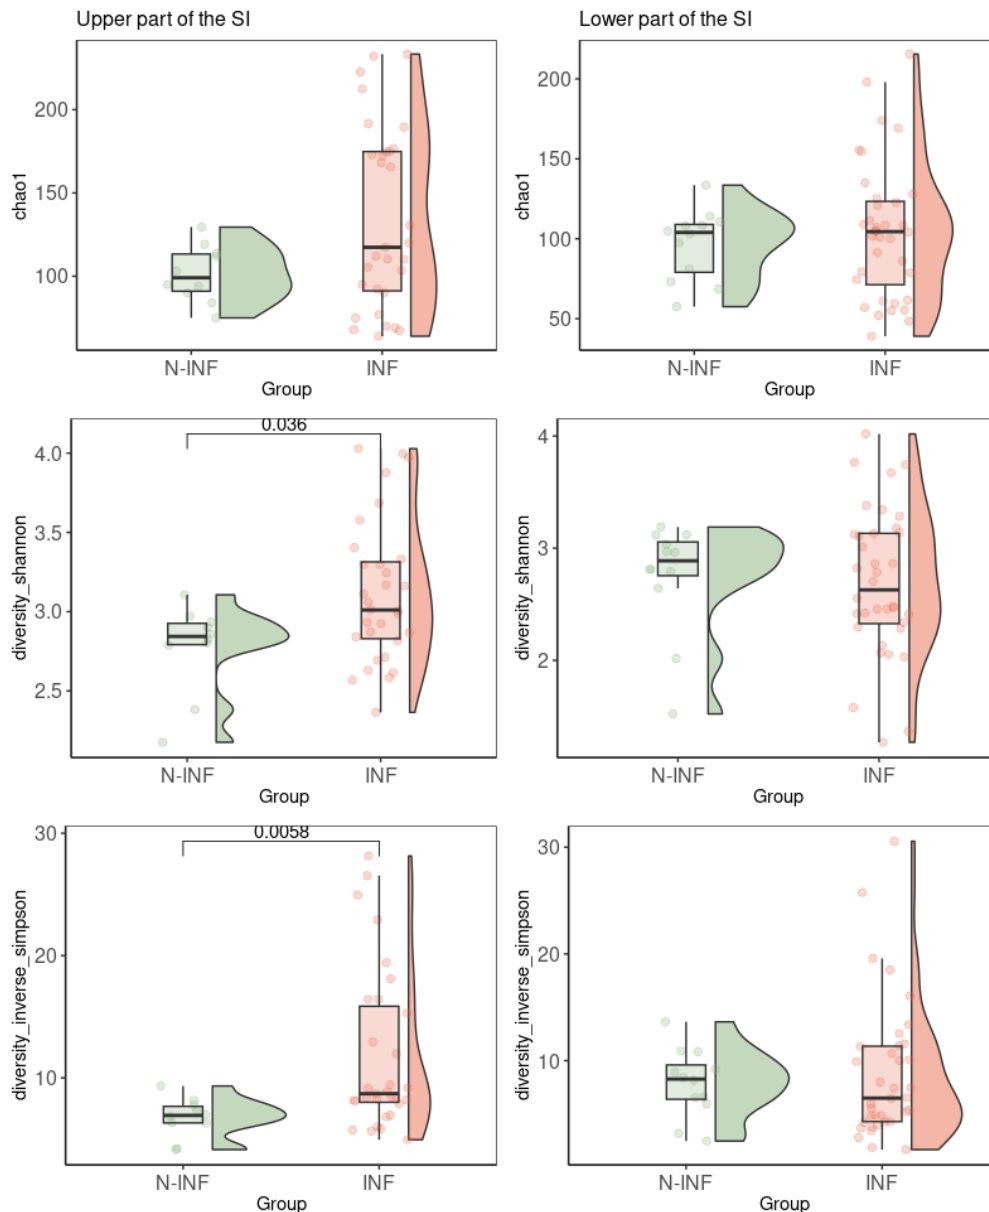 Upper part of the SI
Lower part of the SI
chao1
200
150
100
N-INF
INF
Group
chao1
200
150
100
50
N-INF
INF
Group
diversity_shannon
4.0
3.5
3.0
2.5
0.036
N-INF
INF
Group
diversity_shannon
4
3
2
N-INF
INF
Group
diversity_inverse_simpson
30
20
10
0.0058
N-INF
INF
Group
diversity_inverse_simpson
30
20
10
N-INF
INF
Group